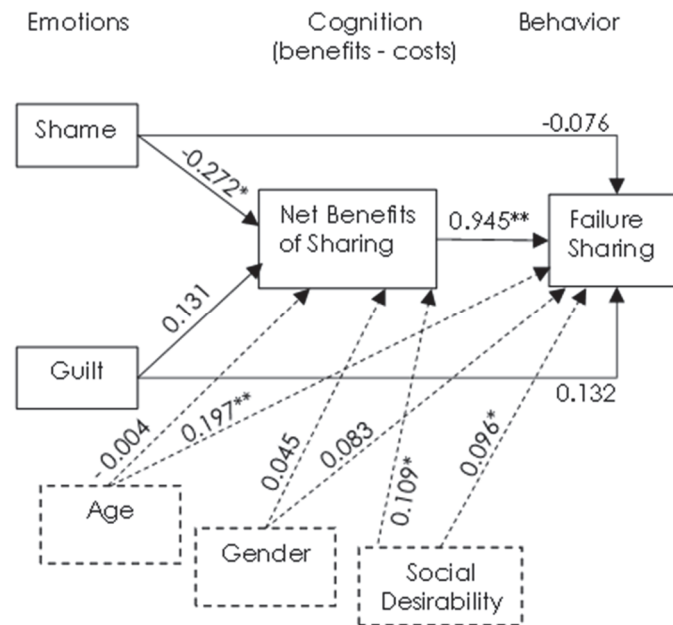 Emotions
Cognition
(benefits - costs)
Behavior
Shame
-0.076
-0.272*
Net Benefits
of Sharing
0.945**
Failure
Sharing
0.131
Guilt
0.132
- 0.004
0.197**
0.045
0.083
0.109*
0.096*
Age
Gender
Social
Desirability